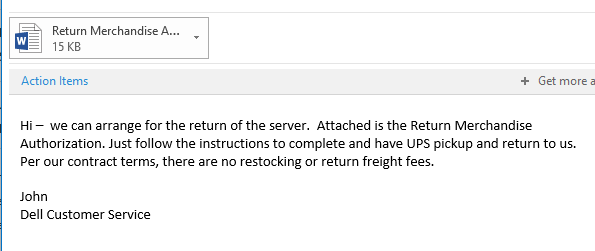 Return Merchandise A...
15 KB
Action Items
+ Get more a
Hi – we can arrange for the return of the server. Attached is the Return Merchandise
Authorization. Just follow the instructions to complete and have UPS pickup and return to us.
Per our contract terms, there are no restocking or return freight fees.
John
Dell Customer Service